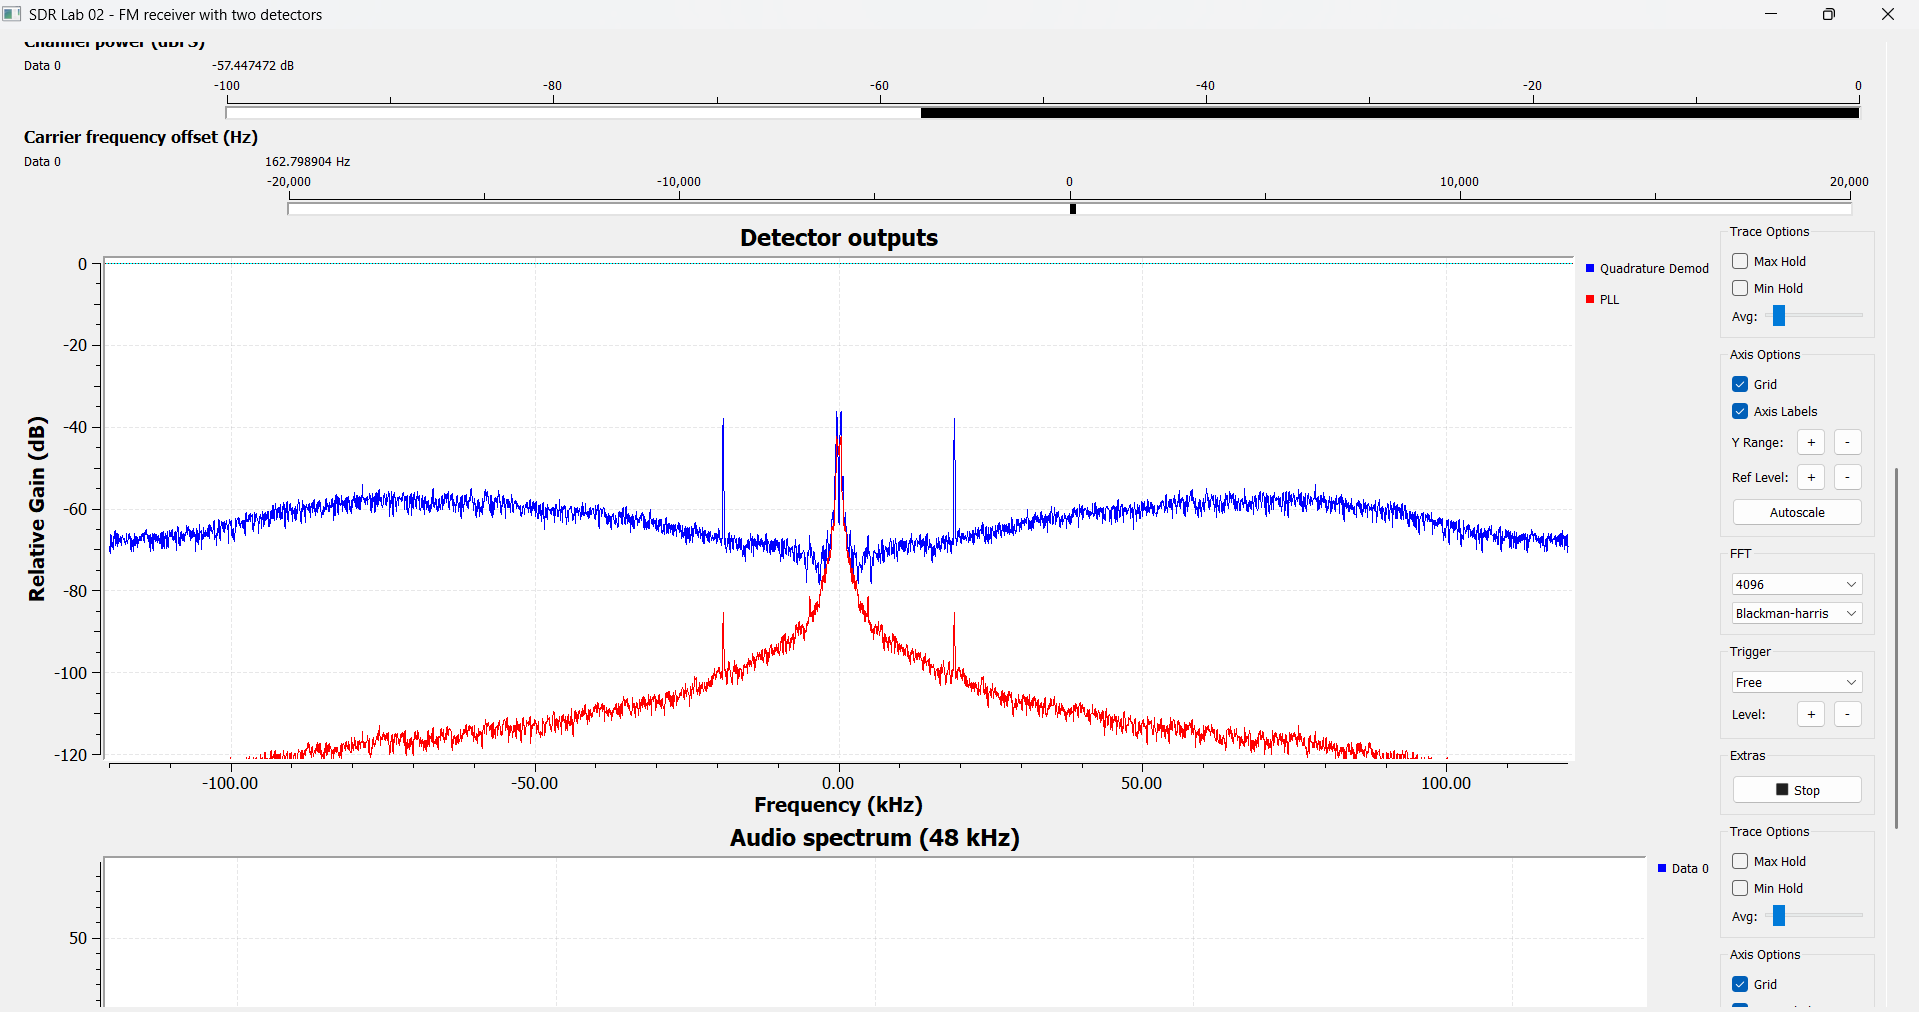 SDR Lab 02 - FM receiver with two detectors
Channel power (dBFS)
Data 0 -57.447472 dB
-100 -80 -60 -40 -20 0
Carrier frequency offset (Hz)
Data 0 162.798904 Hz
-20,000 -10,000 0 10,000 20,000
Detector outputs
0
-20
-40
-60
-80
-100
-120
Relative Gain (dB)
-100.00 -50.00 0.00 50.00 100.00
Frequency (kHz)
Quadrature Demod
PLL
Trace Options
Max Hold
Min Hold
Avg:
Axis Options
Grid
Axis Labels
Y Range: + -
Ref Level: + -
Autoscale
FFT
4096
Blackman-harris
Trigger
Free
Level: + -
Extras
Stop
Audio spectrum (48 kHz)
50
Data 0
Trace Options
Max Hold
Min Hold
Avg:
Axis Options
Grid